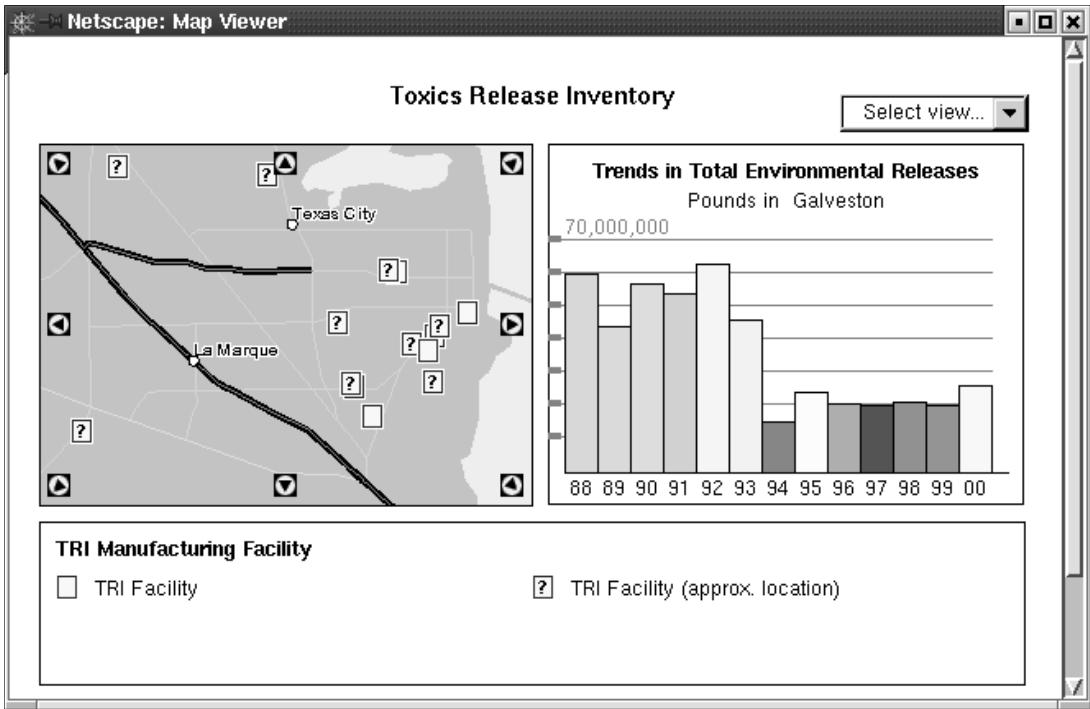 Netscape: Map Viewer
Toxics Release Inventory
Select view...
?
?
Texas City
?
?
?
?
La Marque
?
?
?
Trends in Total Environmental Releases
Pounds in Galveston
70,000,000
88 89 90 91 92 93 94 95 96 97 98 99 00
TRI Manufacturing Facility
TRI Facility
? TRI Facility (approx. location)